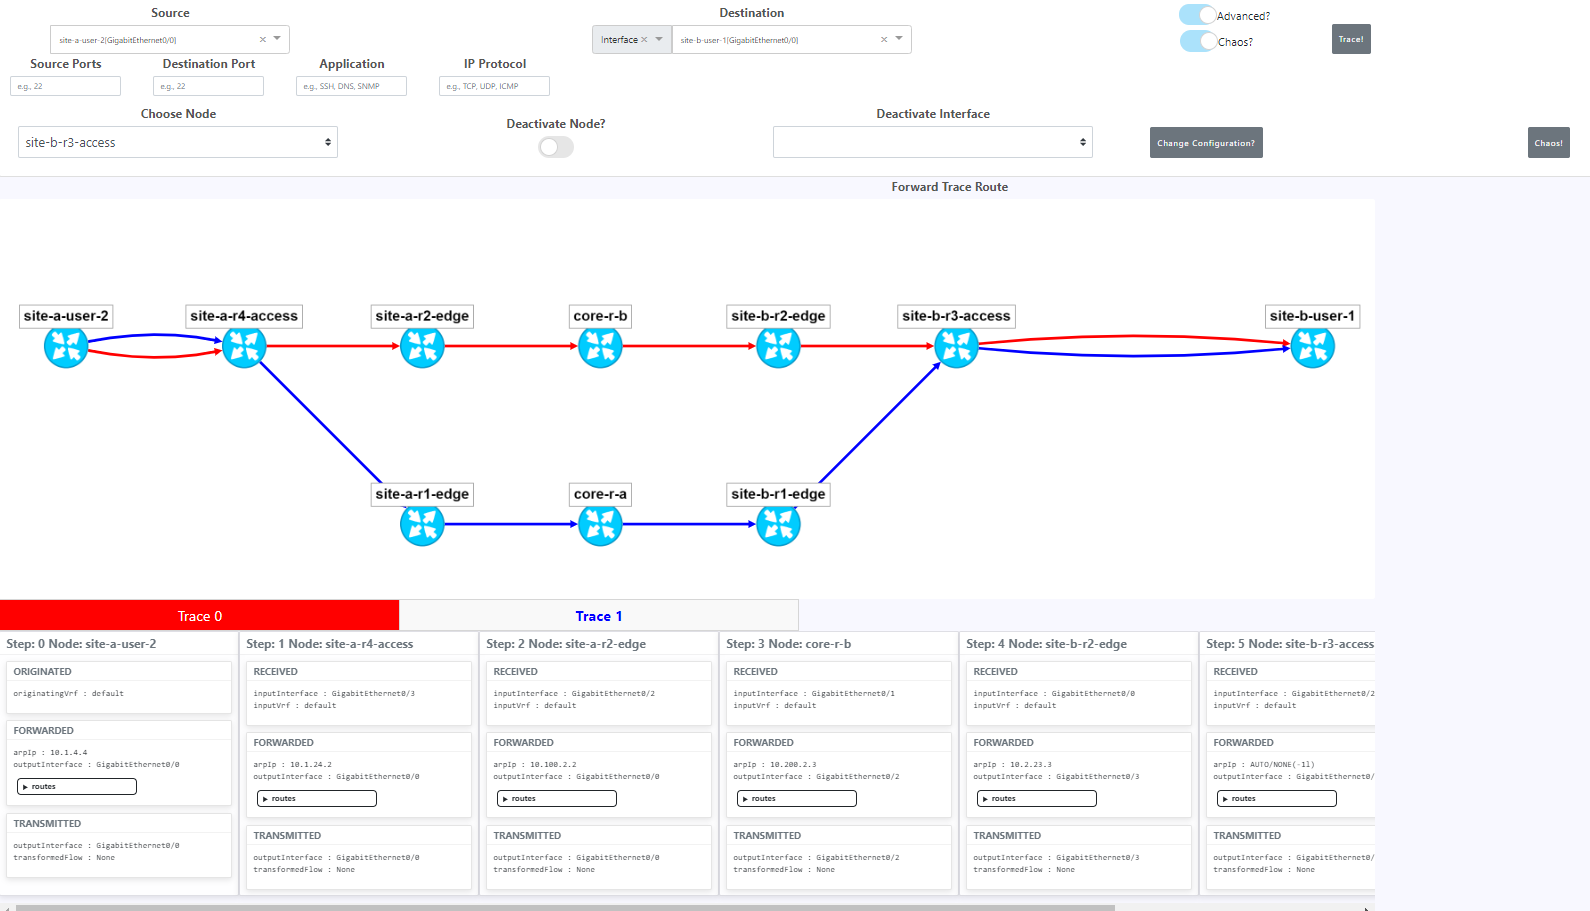 Source
Destination
Advanced?
site-a-user-2[GigabitEthernet0/0] ×
Interface × site-b-user-1[GigabitEthernet0/0] ×
Chaos?
Trace!
Source Ports Destination Port Application IP Protocol
e.g., 22 e.g., 22 e.g., SSH, DNS, SNMP e.g., TCP, UDP, ICMP
Choose Node
Deactivate Node?
Deactivate Interface
site-b-r3-access
Change Configuration?
Chaos!
Forward Trace Route
site-a-user-2 site-a-r4-access site-a-r2-edge core-r-b site-b-r2-edge site-b-r3-access site-b-user-1
site-a-r1-edge core-r-a site-b-r1-edge
Trace 0 Trace 1
Step: 0 Node: site-a-user-2
ORIGINATED
originatingVrf : default
FORWARDED
arpIp : 10.1.4.4
outputInterface : GigabitEthernet0/0
▶ routes
TRANSMITTED
outputInterface : GigabitEthernet0/0
transformedFlow : None
Step: 1 Node: site-a-r4-access
RECEIVED
inputInterface : GigabitEthernet0/3
inputVrf : default
FORWARDED
arpIp : 10.1.24.2
outputInterface : GigabitEthernet0/0
▶ routes
TRANSMITTED
outputInterface : GigabitEthernet0/0
transformedFlow : None
Step: 2 Node: site-a-r2-edge
RECEIVED
inputInterface : GigabitEthernet0/2
inputVrf : default
FORWARDED
arpIp : 10.100.2.2
outputInterface : GigabitEthernet0/0
▶ routes
TRANSMITTED
outputInterface : GigabitEthernet0/0
transformedFlow : None
Step: 3 Node: core-r-b
RECEIVED
inputInterface : GigabitEthernet0/1
inputVrf : default
FORWARDED
arpIp : 10.200.2.3
outputInterface : GigabitEthernet0/2
▶ routes
TRANSMITTED
outputInterface : GigabitEthernet0/2
transformedFlow : None
Step: 4 Node: site-b-r2-edge
RECEIVED
inputInterface : GigabitEthernet0/0
inputVrf : default
FORWARDED
arpIp : 10.2.23.3
outputInterface : GigabitEthernet0/3
▶ routes
TRANSMITTED
outputInterface : GigabitEthernet0/3
transformedFlow : None
Step: 5 Node: site-b-r3-access
RECEIVED
inputInterface : GigabitEthernet0/2
inputVrf : default
FORWARDED
arpIp : AUTO/NONE(-1l)
outputInterface : GigabitEthernet0/
▶ routes
TRANSMITTED
outputInterface : GigabitEthernet0/
transformedFlow : None